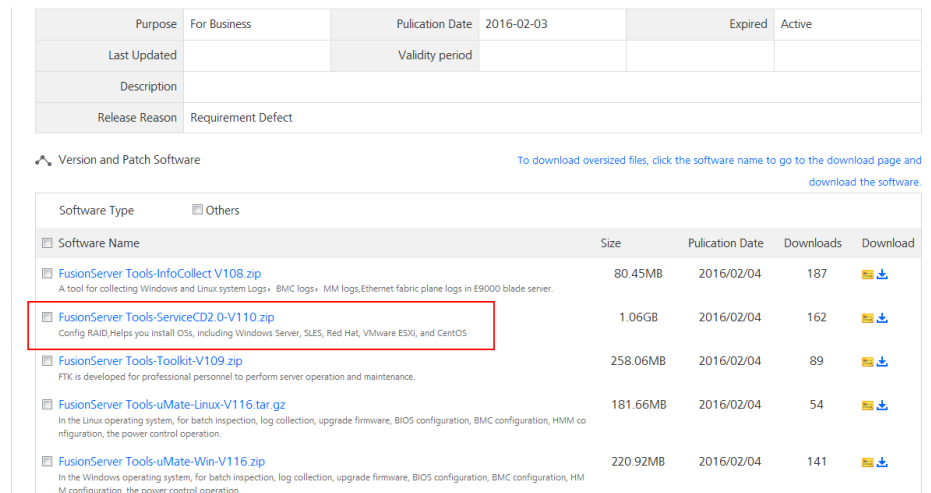 Purpose For Business Pulication Date 2016-02-03 Expired Active
Last Updated Validity period
Description
Release Reason Requirement Defect
Version and Patch Software To download oversized files, click the software name to go to the download page and
download the software.
Software Type Others
Software Name Size Pulication Date Downloads Download
FusionServer Tools-InfoCollect V108.zip 80.45MB 2016/02/04 187
A tool for collecting Windows and Linux system Logs，BMC logs，MM logs,Ethernet fabric plane logs in E9000 blade server.
FusionServer Tools-ServiceCD2.0-V110.zip 1.06GB 2016/02/04 162
Config RAID,Helps you install OSs, including Windows Server, SLES, Red Hat, VMware ESXi, and CentOS
FusionServer Tools-Toolkit-V109.zip 258.06MB 2016/02/04 89
FTK is developed for professional personnel to perform server operation and maintenance.
FusionServer Tools-uMate-Linux-V116.tar.gz 181.66MB 2016/02/04 54
In the Linux operating system, for batch inspection, log collection, upgrade firmware, BIOS configuration, BMC configuration, HMM co
nfiguration, the power control operation.
FusionServer Tools-uMate-Win-V116.zip 220.92MB 2016/02/04 141
In the Windows operating system, for batch inspection, log collection, upgrade firmware, BIOS configuration, BMC configuration, HM
M configuration, the power control operation.